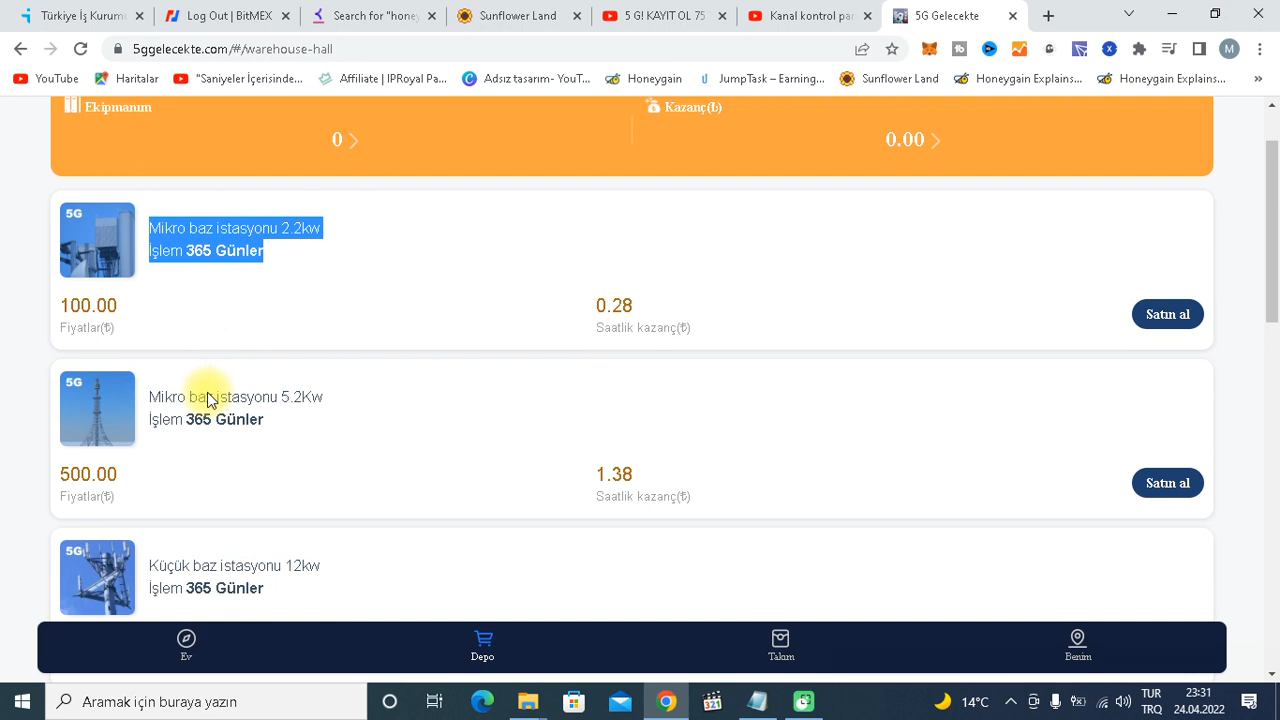 Türkiye İş Kurumu
Log Out | BitMEX
Search for "honey
Sunflower Land
5 G! KAYIT OL 75
Kanal kontrol pa
5G Gelecekte
5ggelecekte.com/#/warehouse-hall
M
YouTube
Haritalar
"Saniyeler İçerisinde...
Affiliate | IPRoyal Pa...
Adsız tasarım- YouT...
Honeygain
JumpTask – Earning...
Sunflower Land
Honeygain Explains...
Honeygain Explains...
»
Ekipmanım
Kazanç(₺)
0
0.00
5G
Mikro baz istasyonu 2.2kw
İşlem 365 Günler
100.00
0.28
Fiyatlar(₺)
Saatlik kazanç(₺)
Satın al
5G
Mikro baz istasyonu 5.2Kw
İşlem 365 Günler
500.00
1.38
Fiyatlar(₺)
Saatlik kazanç(₺)
Satın al
5G
Küçük baz istasyonu 12kw
İşlem 365 Günler
Ev
Depo
Takım
Benim
Aramak için buraya yazın
321
14°C
TUR
TRQ
23:31
24.04.2022